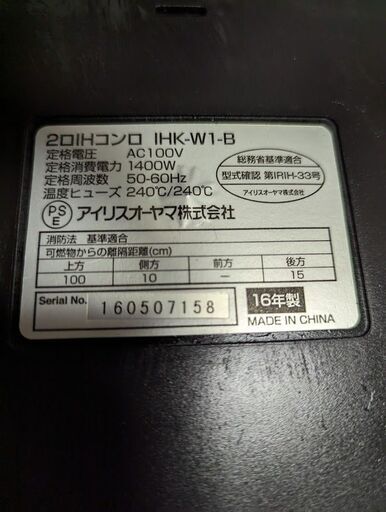 2口IHコンロ IHK-W1-B
定格電圧 AC100V
定格消費電力 1400W
定格周波数 50-60Hz
温度ヒューズ 240℃/240℃
総務省基準適合
型式確認 第IRIH-33号
アイリスオーヤマ株式会社
PSE アイリスオーヤマ株式会社
消防法 基準適合
可燃物からの離隔距離(cm)
上方 側方 前方 後方
100 10 － 15
Serial No. 160507158
16年製
MADE IN CHINA